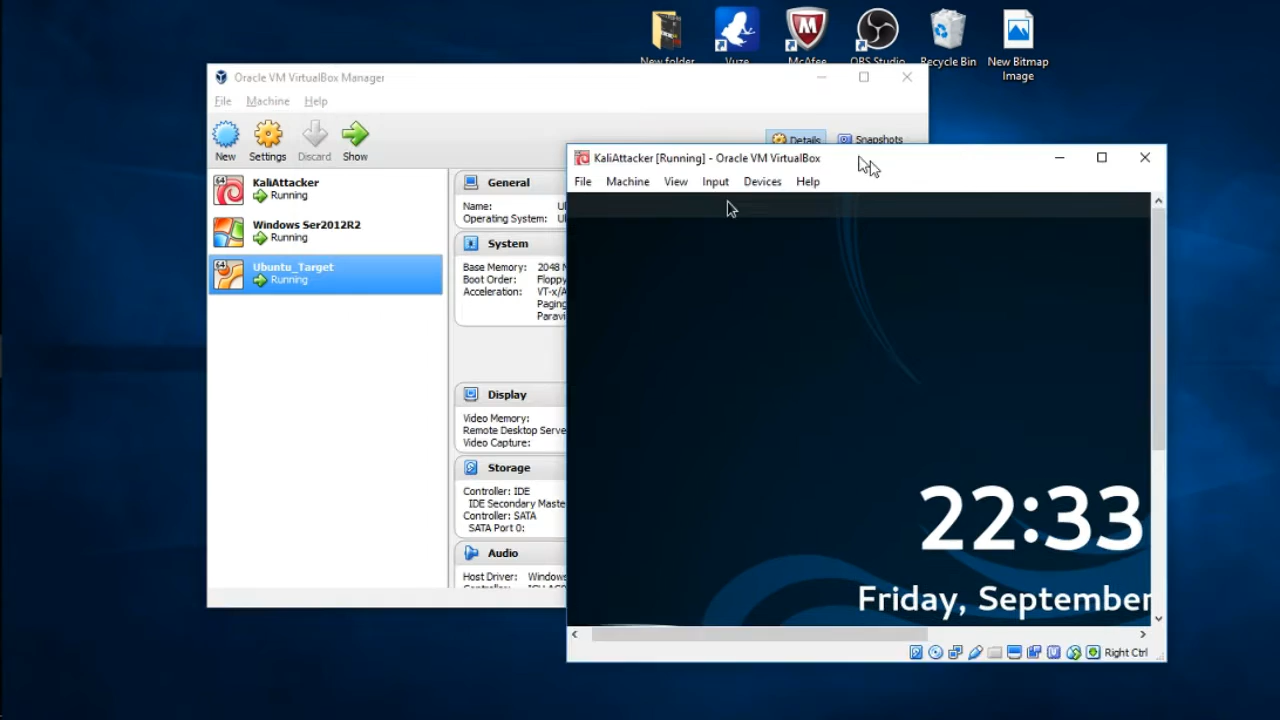 New folder
Vuze
McAfee
OBS Studio
Recycle Bin
New Bitmap
Image
Oracle VM VirtualBox Manager
File Machine Help
New Settings Discard Show
Details Snapshots
64 KaliAttacker
Running
Windows Ser2012R2
Running
64 Ubuntu_Target
Running
General
Name:
Operating System:
System
Base Memory: 2048
Boot Order: Floppy
Acceleration: VT-x/A
Paging
Paravi
Display
Video Memory:
Remote Desktop Serve
Video Capture:
Storage
Controller: IDE
IDE Secondary Maste
Controller: SATA
SATA Port 0:
Audio
Host Driver: Windows
KaliAttacker [Running] - Oracle VM VirtualBox
File Machine View Input Devices Help
22:33
Friday, September
Right Ctrl